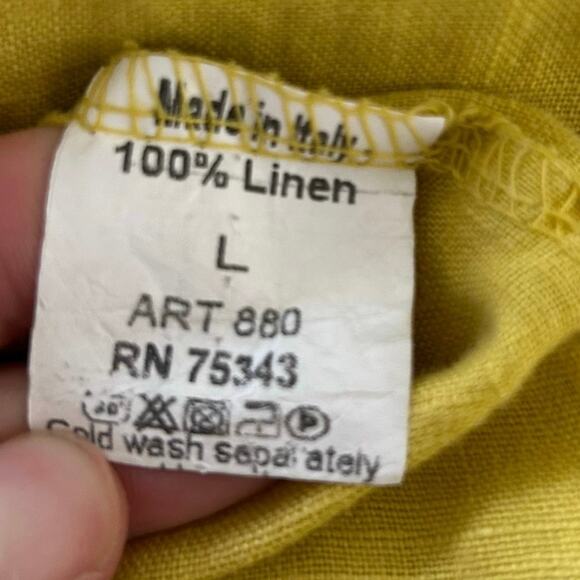 Made in Italy
100% Linen
L
ART 880
RN 75343
Cold wash separately